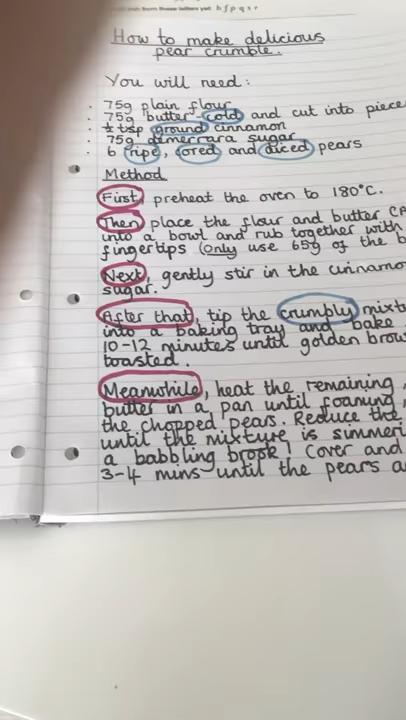 from these letters yet b f p q s r
How to make delicious
pear crumble.
You will need:
· 75g plain flour
· 75g butter - cold and cut into piece
· tsp ground cinnamon
· 75g demerrara sugar
· 6 ripe, cored and diced pears
Method
First, preheat the oven to 180°C.
Then place the flour and butter
into a bowl and rub together with
fingertips (only use 65g of the b
Next, gently stir in the cinnamo
sugar.
After that, tip the crumbly mixt
into a baking tray and bake
10-12 minutes until golden brow
toasted.
Meanwhile, heat the remaining
butter in a pan until foaming,
the chopped pears. Reduce the
until the mixture is simmeri
a babbling brook! Cover and
3-4 mins until the pears a